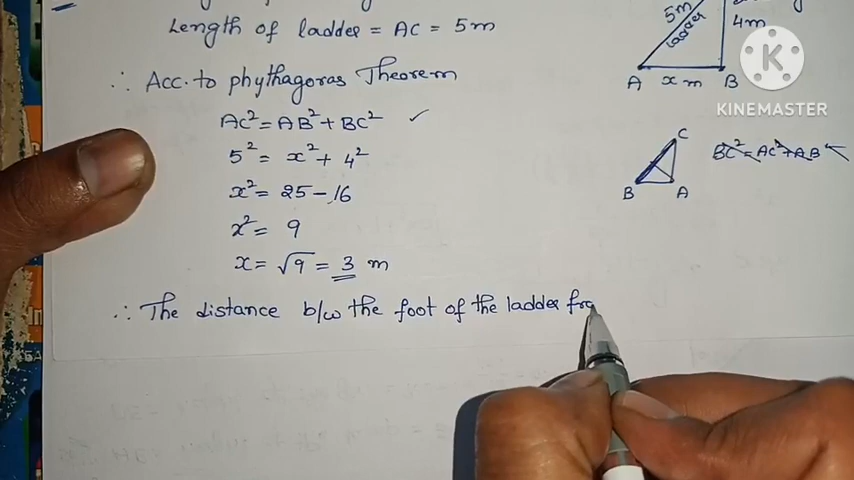 Length of ladder = AC = 5m
∴ Acc. to phythagoras Theorem
AC² = AB² + BC² ✓
5² = x² + 4²
x² = 25 - 16
x² = 9
x = √9 = 3 m
∴ The distance b/w the foot of the ladder fro
5m
ladder
4m
A x m B
KINEMASTER
C
B A
BC² = AC² + AB²